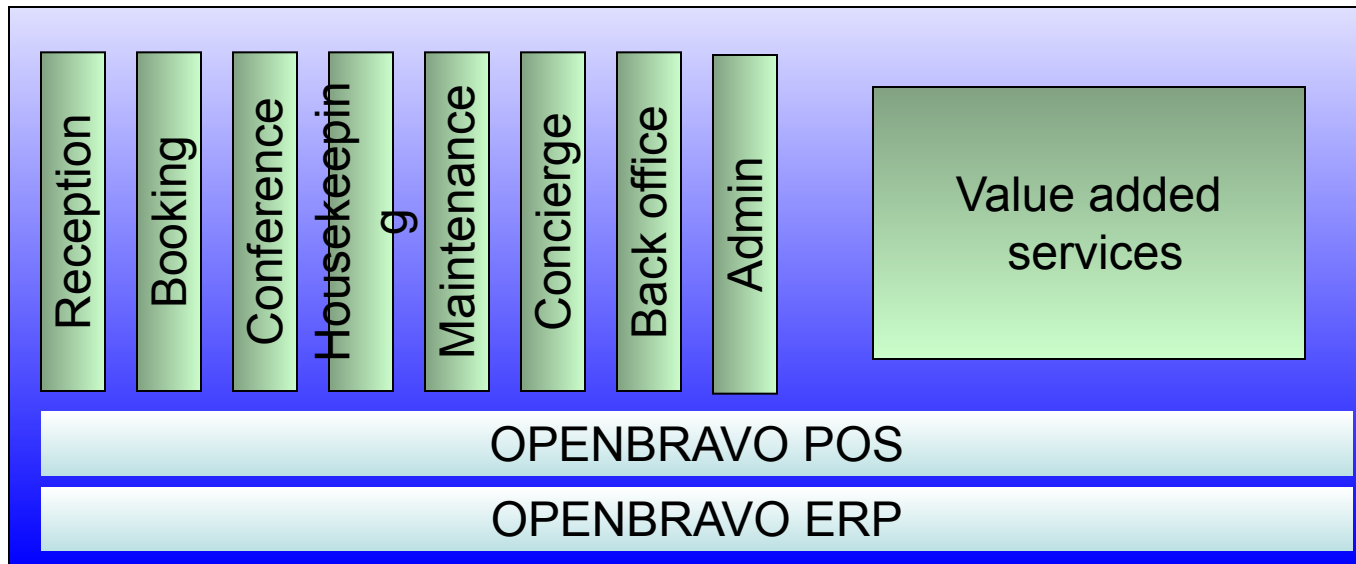 Reception
Booking
Conference
Housekeepin
g
Maintenance
Concierge
Back office
Admin
Value added
services
OPENBRAVO POS
OPENBRAVO ERP